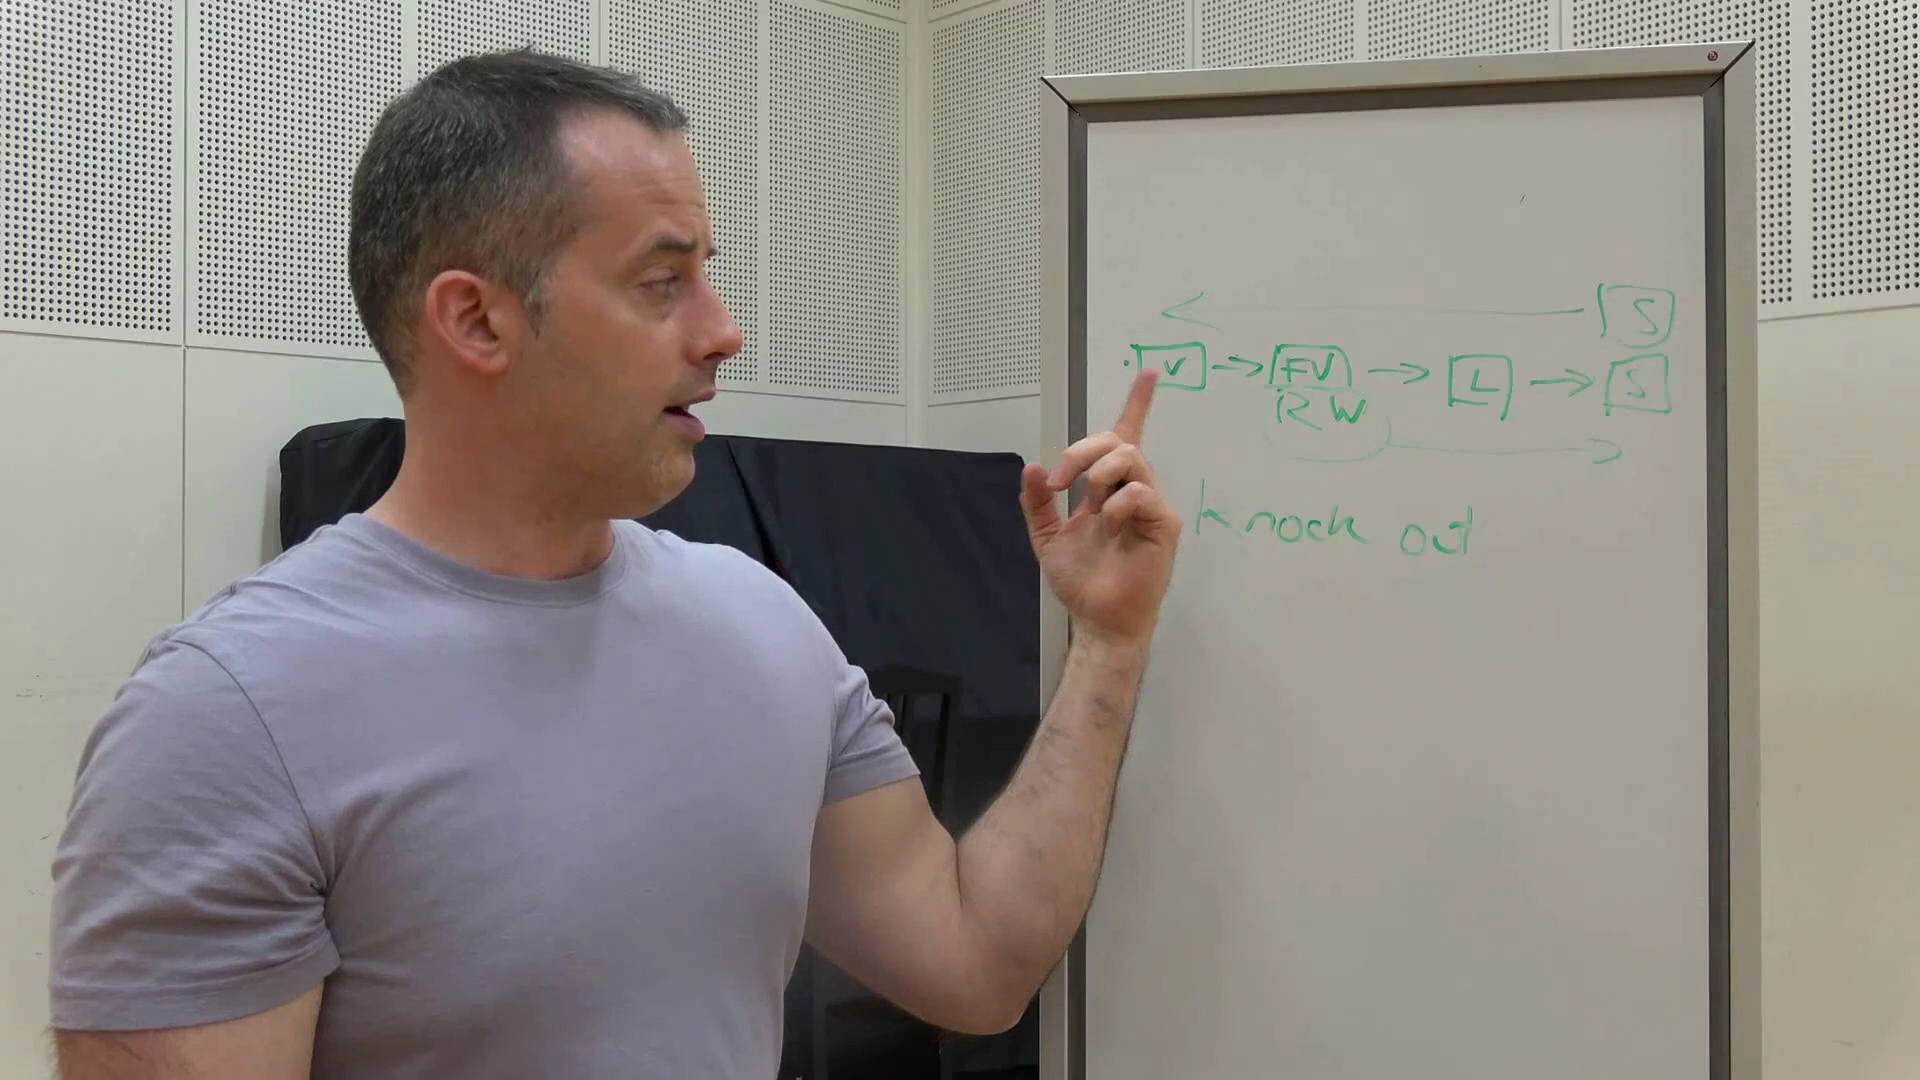 S
V → FV → L → S
RW
knock out